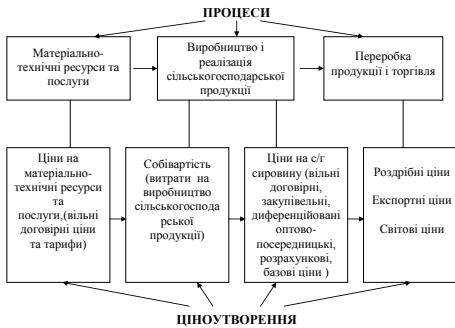 ПРОЦЕСИ
Матеріально-
технічні ресурси та
послуги
Виробництво і
реалізація
сільськогосподарської
продукції
Переробка
продукції і торгівля
Ціни на
матеріально-
технічні ресурси
та
послуги,(вільні
договірні ціни
та тарифи)
Собівартість
(витрати на
виробництво
сільськогоспода
рської
продукції)
Ціни на с/г
сировину (вільні
договірні,
закупівельні,
диференційовані
оптово-
посередницькі,
розрахункові,
базові ціни )
Роздрібні ціни
Експортні ціни
Світові ціни
ЦІНОУТВОРЕННЯ